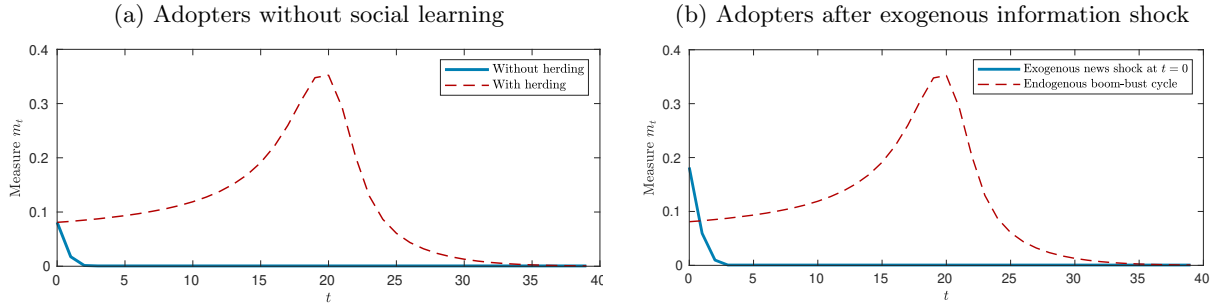 (a) Adopters without social learning
0.4
0.3
0.2
0.1
0
Measure $m_t$
Without herding
With herding
0 5 10 15 20 25 30 35 40
t
(b) Adopters after exogenous information shock
0.4
0.3
0.2
0.1
0
Measure $m_t$
Exogenous news shock at t = 0
Endogenous boom-bust cycle
0 5 10 15 20 25 30 35 40
t